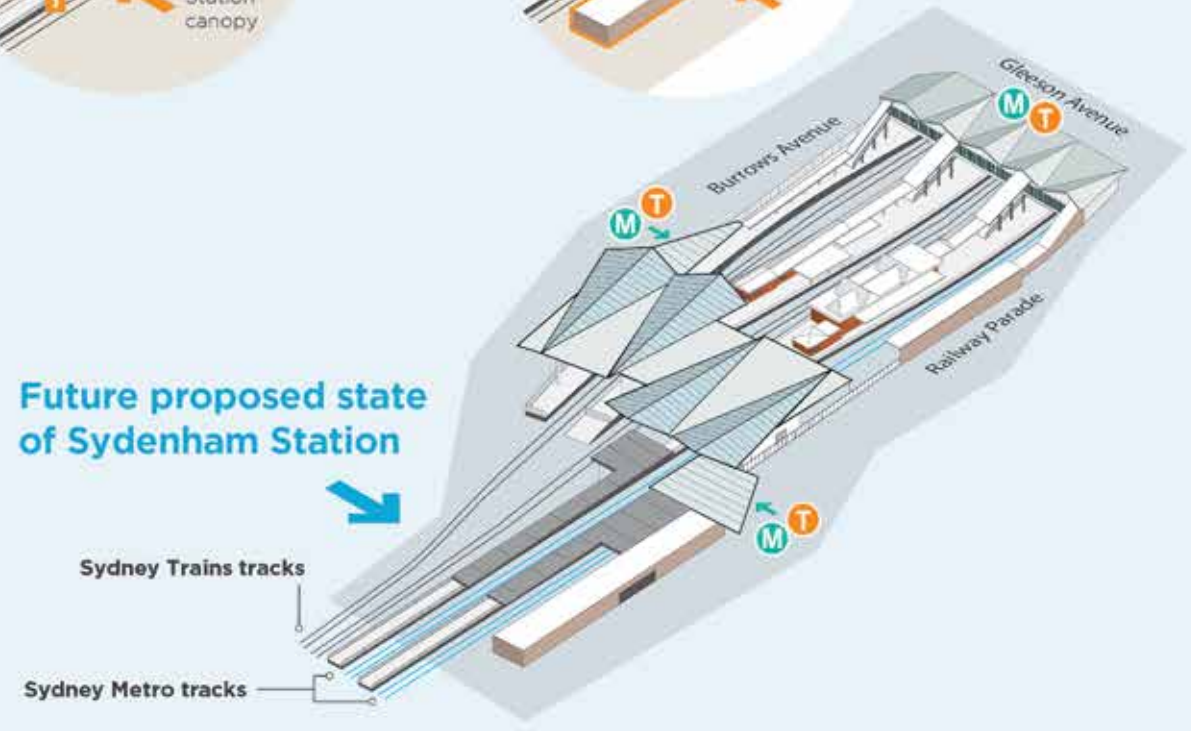 station
canopy
Gleeson Avenue
M T
Burrows Avenue
T
M
Railway Parade
Future proposed state
of Sydenham Station
T
M
Sydney Trains tracks
Sydney Metro tracks